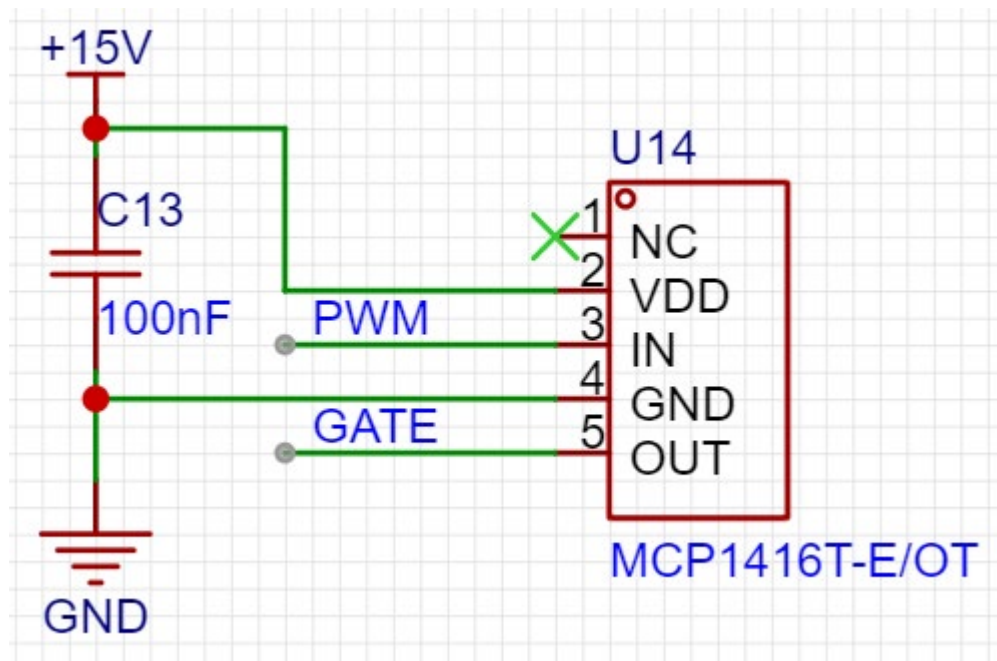 +15V
C13
100nF
PWM
GATE
GND
U14
1
NC
2
VDD
3
IN
4
GND
5
OUT
MCP1416T-E/OT